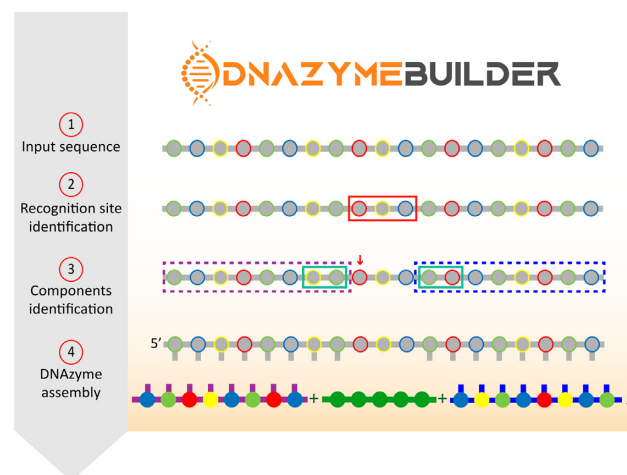 DNAZYMEBUILDER
1
Input sequence
2
Recognition site
identification
3
Components
identification
4
DNAzyme
assembly
5′
+
+